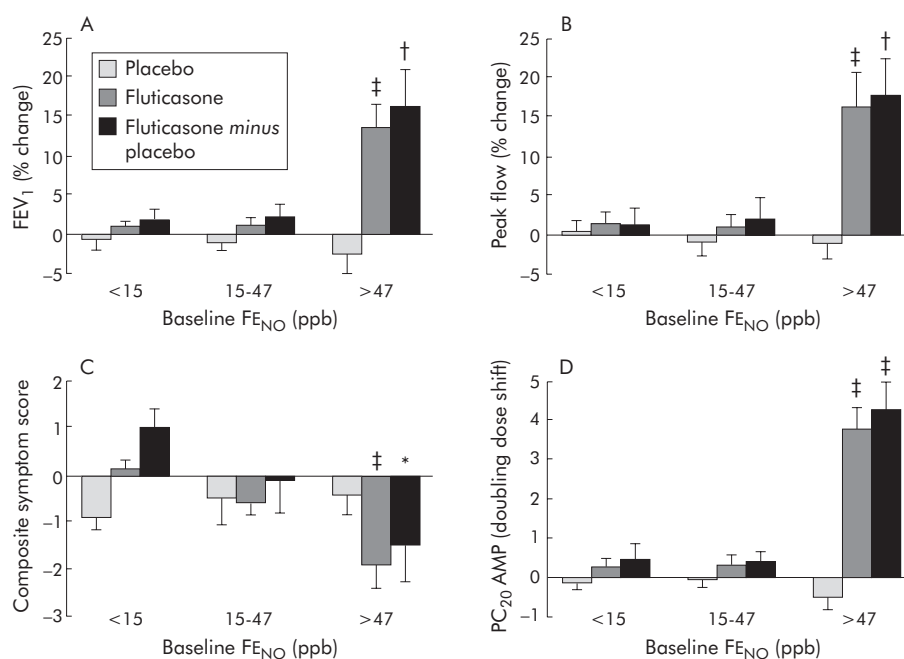 A
25
20
15
10
5
0
−5
FEV1 (% change)
Placebo
Fluticasone
Fluticasone minus
placebo
‡
†
<15
15-47
>47
Baseline FENO (ppb)
B
25
20
15
10
5
0
−5
Peak flow (% change)
‡
†
<15
15-47
>47
Baseline FENO (ppb)
C
2
1
0
−1
−2
−3
Composite symptom score
‡
*
<15
15-47
>47
Baseline FENO (ppb)
D
5
4
3
2
1
0
−1
PC20 AMP (doubling dose shift)
‡
‡
<15
15-47
>47
Baseline FENO (ppb)